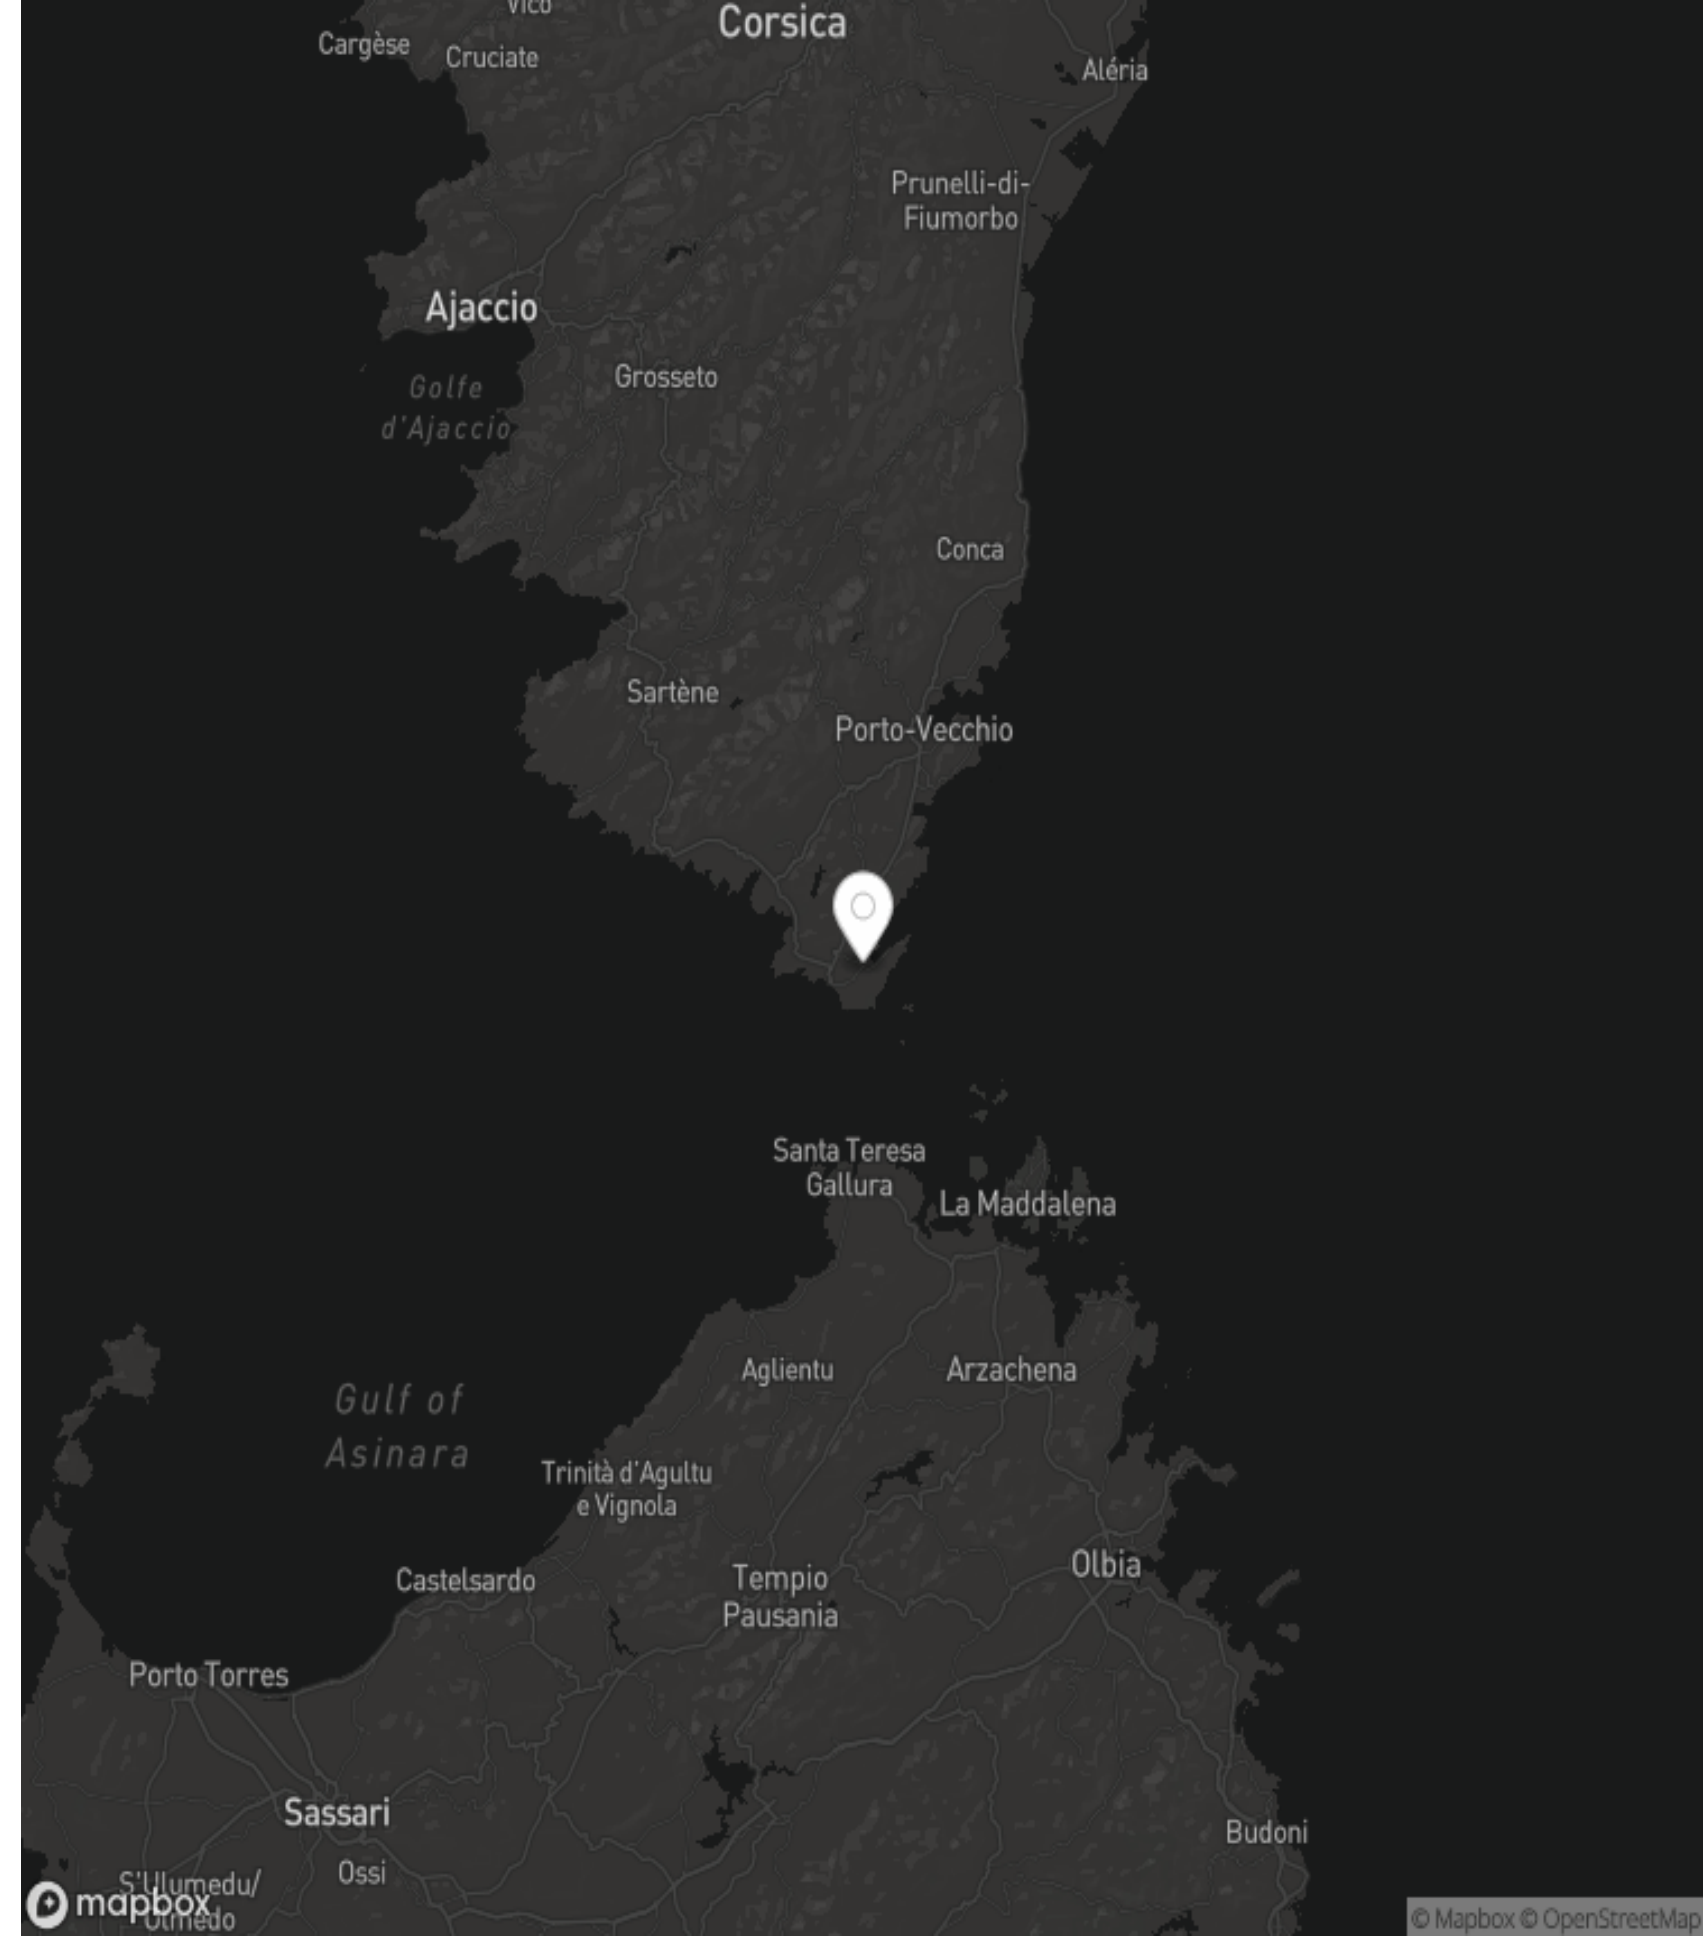 Vico
Corsica
Cargèse
Cruciate
Aléria
Prunelli-di-
Fiumorbo
Ajaccio
Grosseto
Golfe
d'Ajaccio
Conca
Sartène
Porto-Vecchio
Santa Teresa
Gallura
La Maddalena
Aglientu
Arzachena
Gulf of
Asinara
Trinità d'Agultu
e Vignola
Castelsardo
Tempio
Pausania
Olbia
Porto Torres
Sassari
Budoni
Ossi
S'Ulumedu/
Olmedo
mapbox
© Mapbox © OpenStreetMap